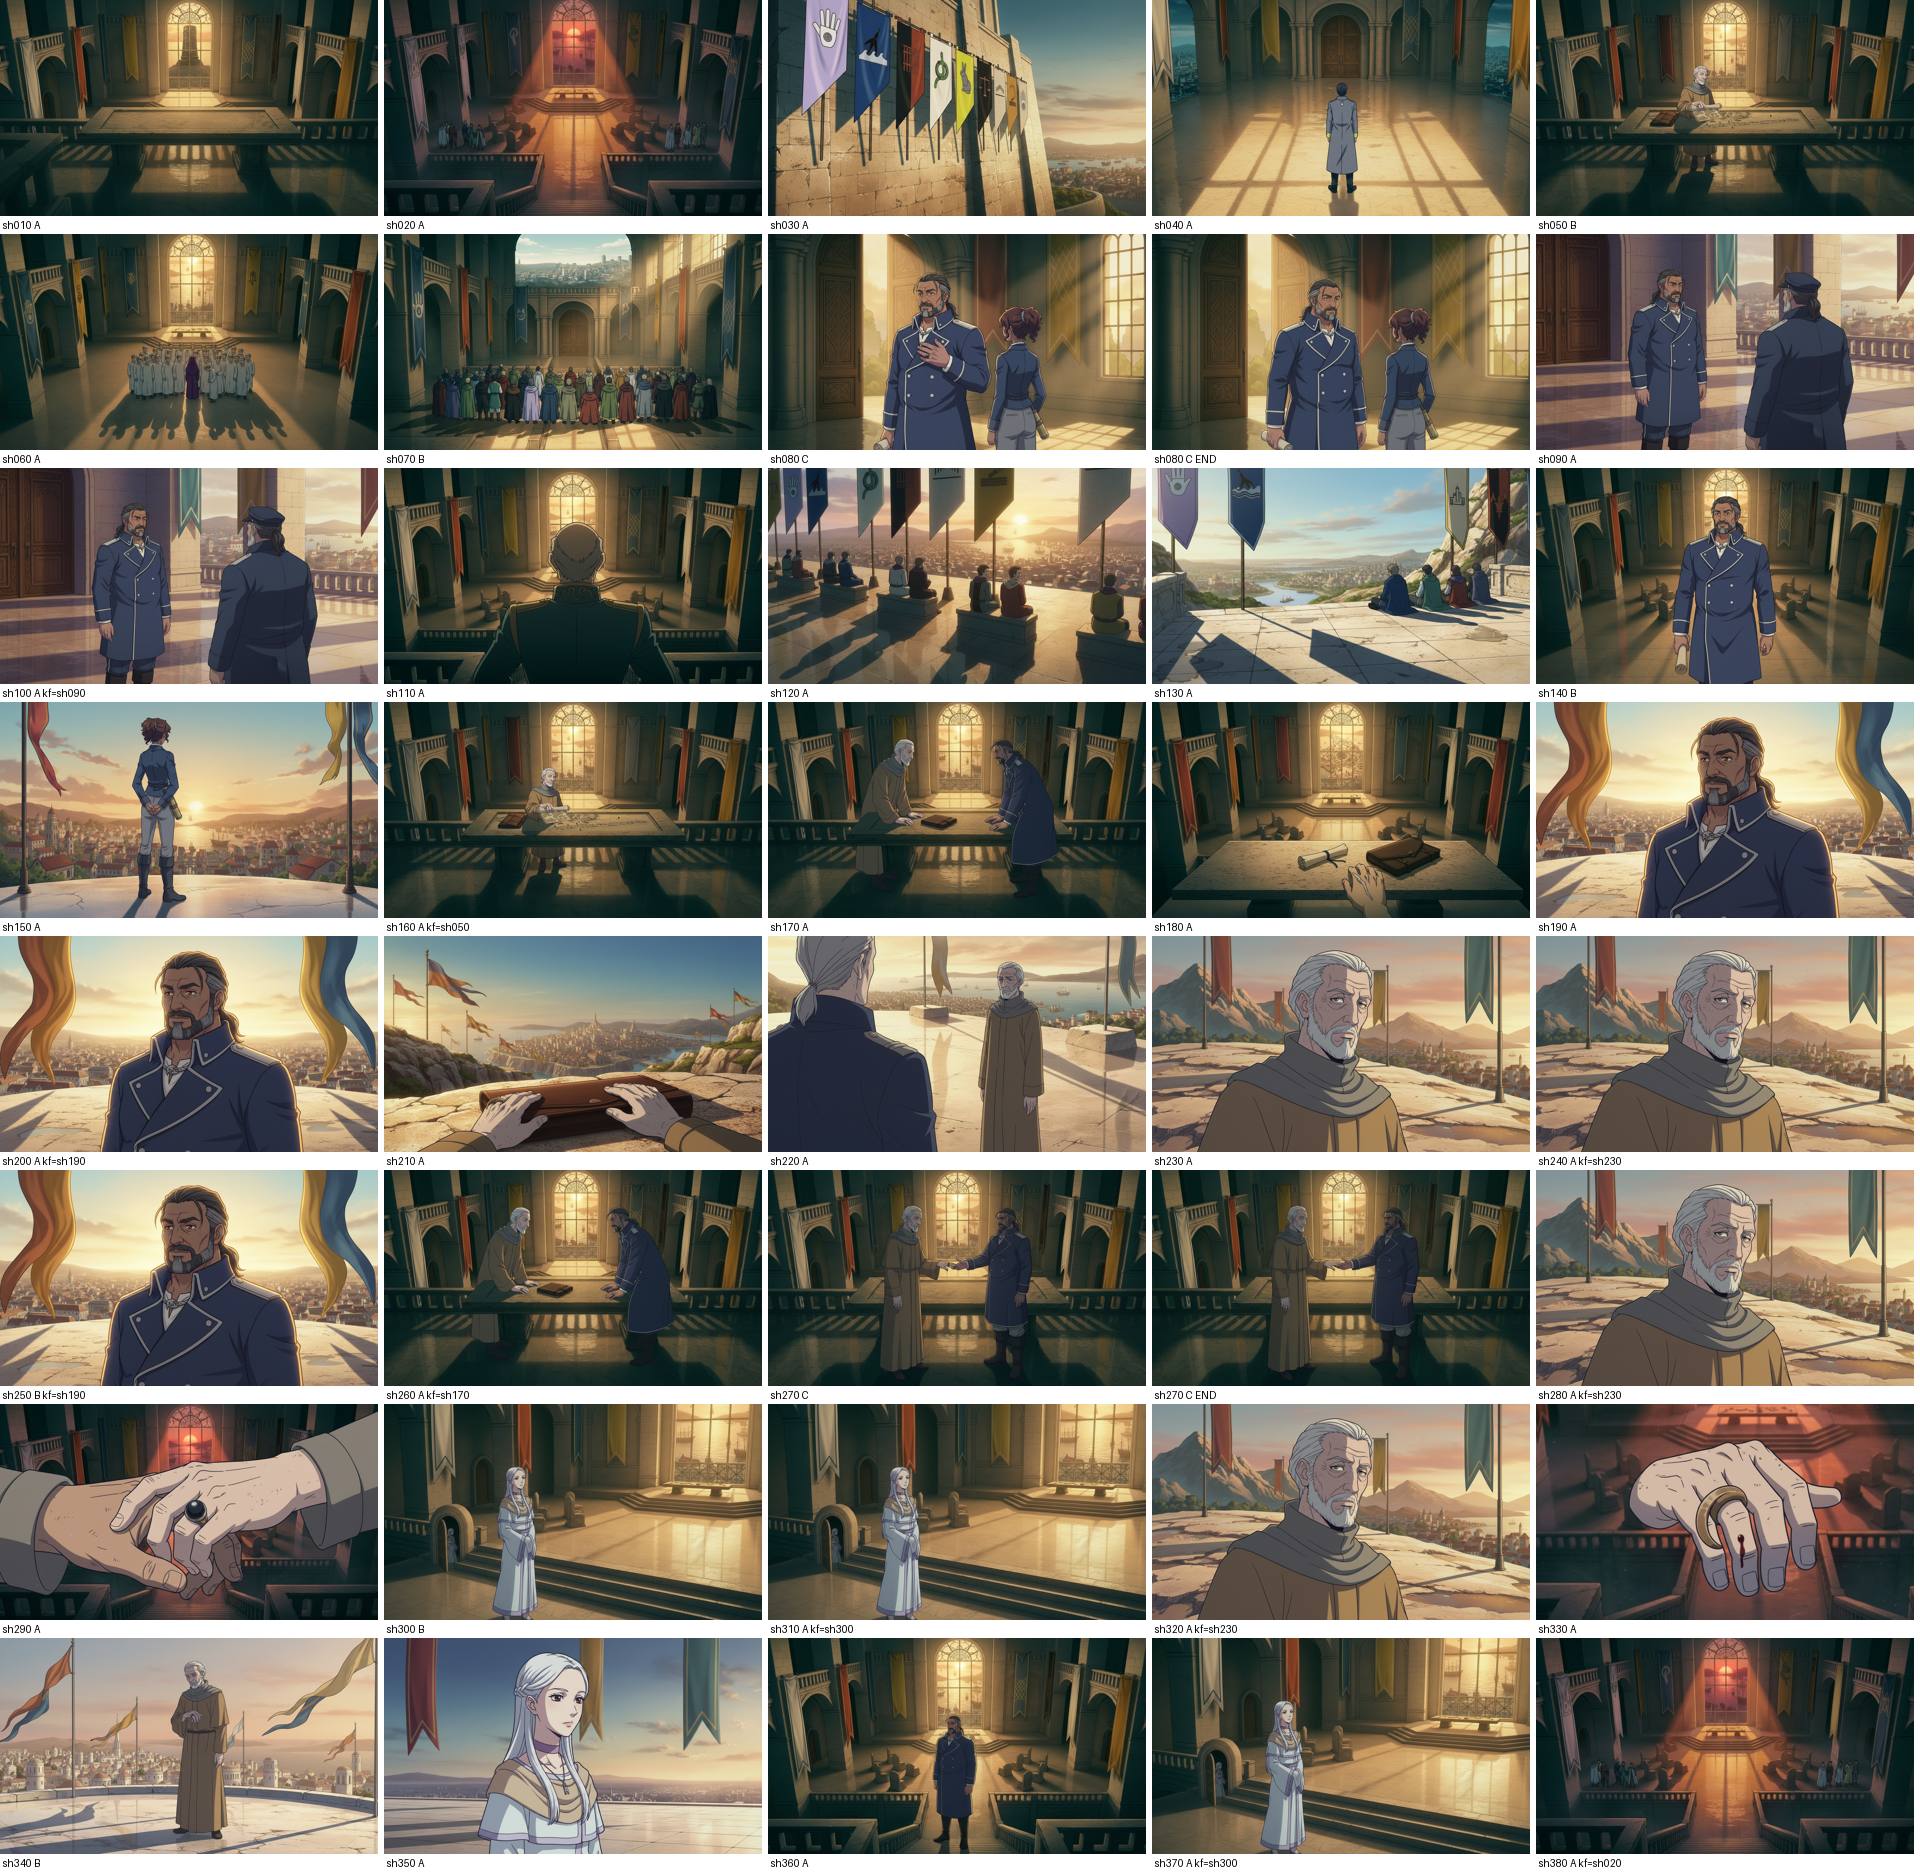 sh010 A
sh020 A
sh030 A
sh040 A
sh050 B
sh060 A
sh070 B
sh080 C
sh080 C END
sh090 A
sh100 A kf=sh090
sh110 A
sh120 A
sh130 A
sh140 B
sh150 A
sh160 A kf=sh050
sh170 A
sh180 A
sh190 A
sh200 A kf=sh190
sh210 A
sh220 A
sh230 A
sh240 A kf=sh230
sh250 B kf=sh190
sh260 A kf=sh170
sh270 C
sh270 C END
sh280 A kf=sh230
sh290 A
sh300 B
sh310 A kf=sh300
sh320 A kf=sh230
sh330 A
sh340 B
sh350 A
sh360 A
sh370 A kf=sh300
sh380 A kf=sh020